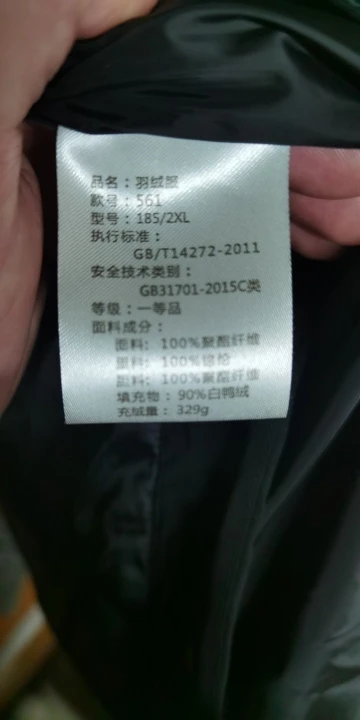 品名：羽绒服
款号：561
型号：185/2XL
执行标准：
GB/T14272-2011
安全技术类别：
GB31701-2015C类
等级：一等品
面料成分：
面料：100%聚酯纤维
里料：100%锦纶
胆料：100%聚酯纤维
填充物：90%白鸭绒
充绒量：329g